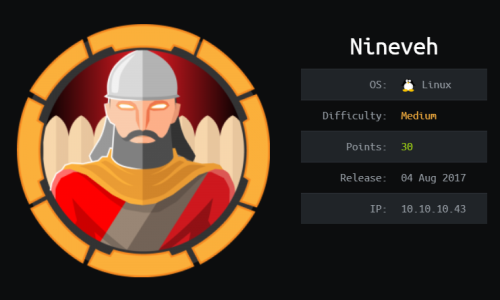 Nineveh
OS: Linux
Difficulty: Medium
Points: 30
Release: 04 Aug 2017
IP: 10.10.10.43